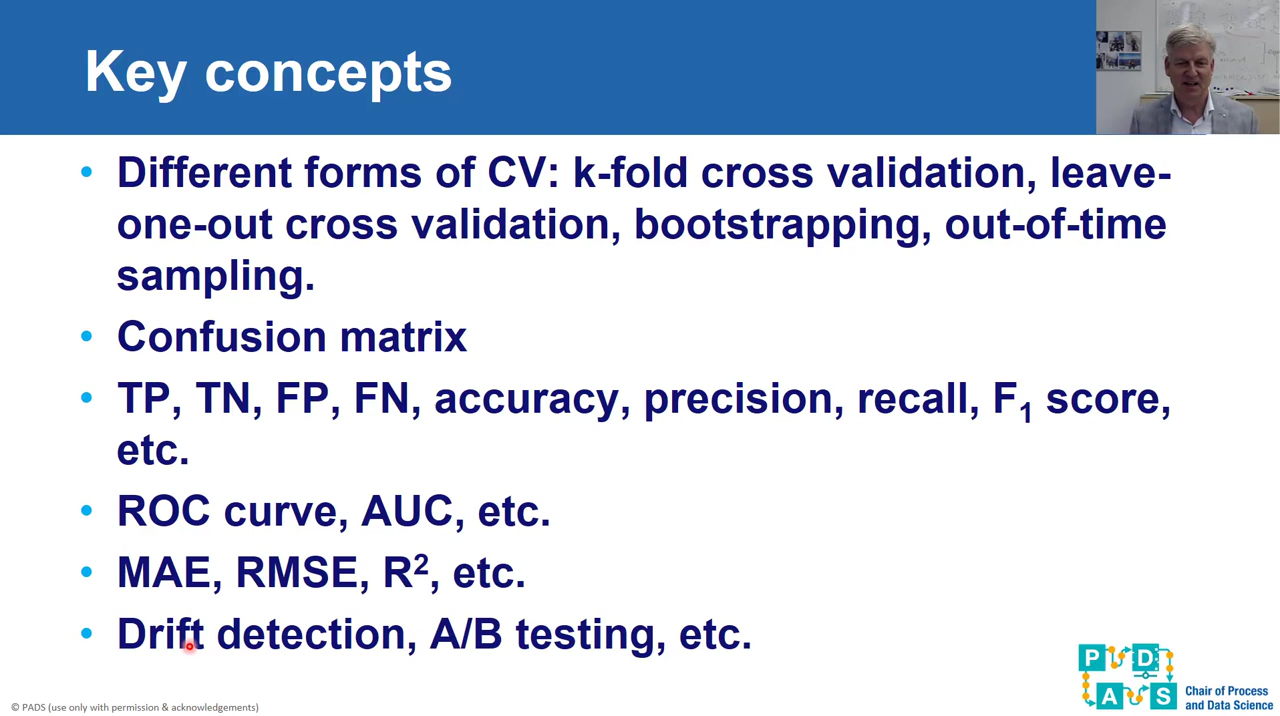 Key concepts
• Different forms of CV: k-fold cross validation, leave-
one-out cross validation, bootstrapping, out-of-time
sampling.
• Confusion matrix
• TP, TN, FP, FN, accuracy, precision, recall, F₁ score,
etc.
• ROC curve, AUC, etc.
• MAE, RMSE, R², etc.
• Drift detection, A/B testing, etc.
P D
A S
Chair of Process
and Data Science
© PADS (use only with permission & acknowledgements)